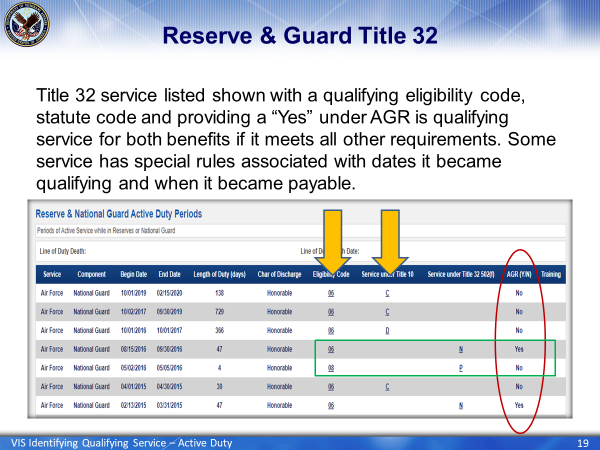 Reserve & Guard Title 32
Title 32 service listed shown with a qualifying eligibility code,
statute code and providing a “Yes” under AGR is qualifying
service for both benefits if it meets all other requirements. Some
service has special rules associated with dates it became
qualifying and when it became payable.
Reserve & National Guard Active Duty Periods
Periods of Active Service while in Reserves or National Guard
Line of Duty Death: Line of Du Date:
Service Component Begin Date End Date Length of Duty (days) Char of Discharge Eligib Code Service under Title 10 Service under Title 32 502(f) AGR (Y/N) Training
Air Force National Guard 10/01/2019 02/15/2020 138 Honorable 06 C No
Air Force National Guard 10/02/2017 09/30/2019 729 Honorable 06 C No
Air Force National Guard 10/01/2016 10/01/2017 366 Honorable 06 D No
Air Force National Guard 08/15/2016 09/30/2016 47 Honorable 06 N Yes
Air Force National Guard 05/02/2016 05/05/2016 4 Honorable 08 P No
Air Force National Guard 04/01/2015 04/30/2015 30 Honorable 06 C No
Air Force National Guard 02/13/2015 03/31/2015 47 Honorable 06 N Yes
VIS Identifying Qualifying Service – Active Duty 19